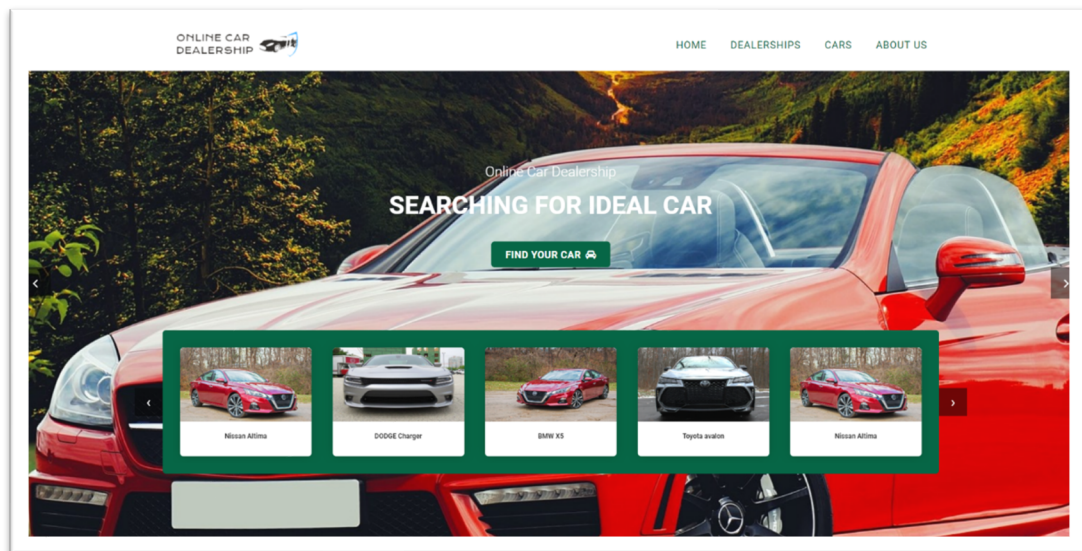 ONLINE CAR
DEALERSHIP
HOME DEALERSHIPS CARS ABOUT US
Online Car Dealership
SEARCHING FOR IDEAL CAR
FIND YOUR CAR
Nissan Altima
DODGE Charger
BMW X5
Toyota avalon
Nissan Altima